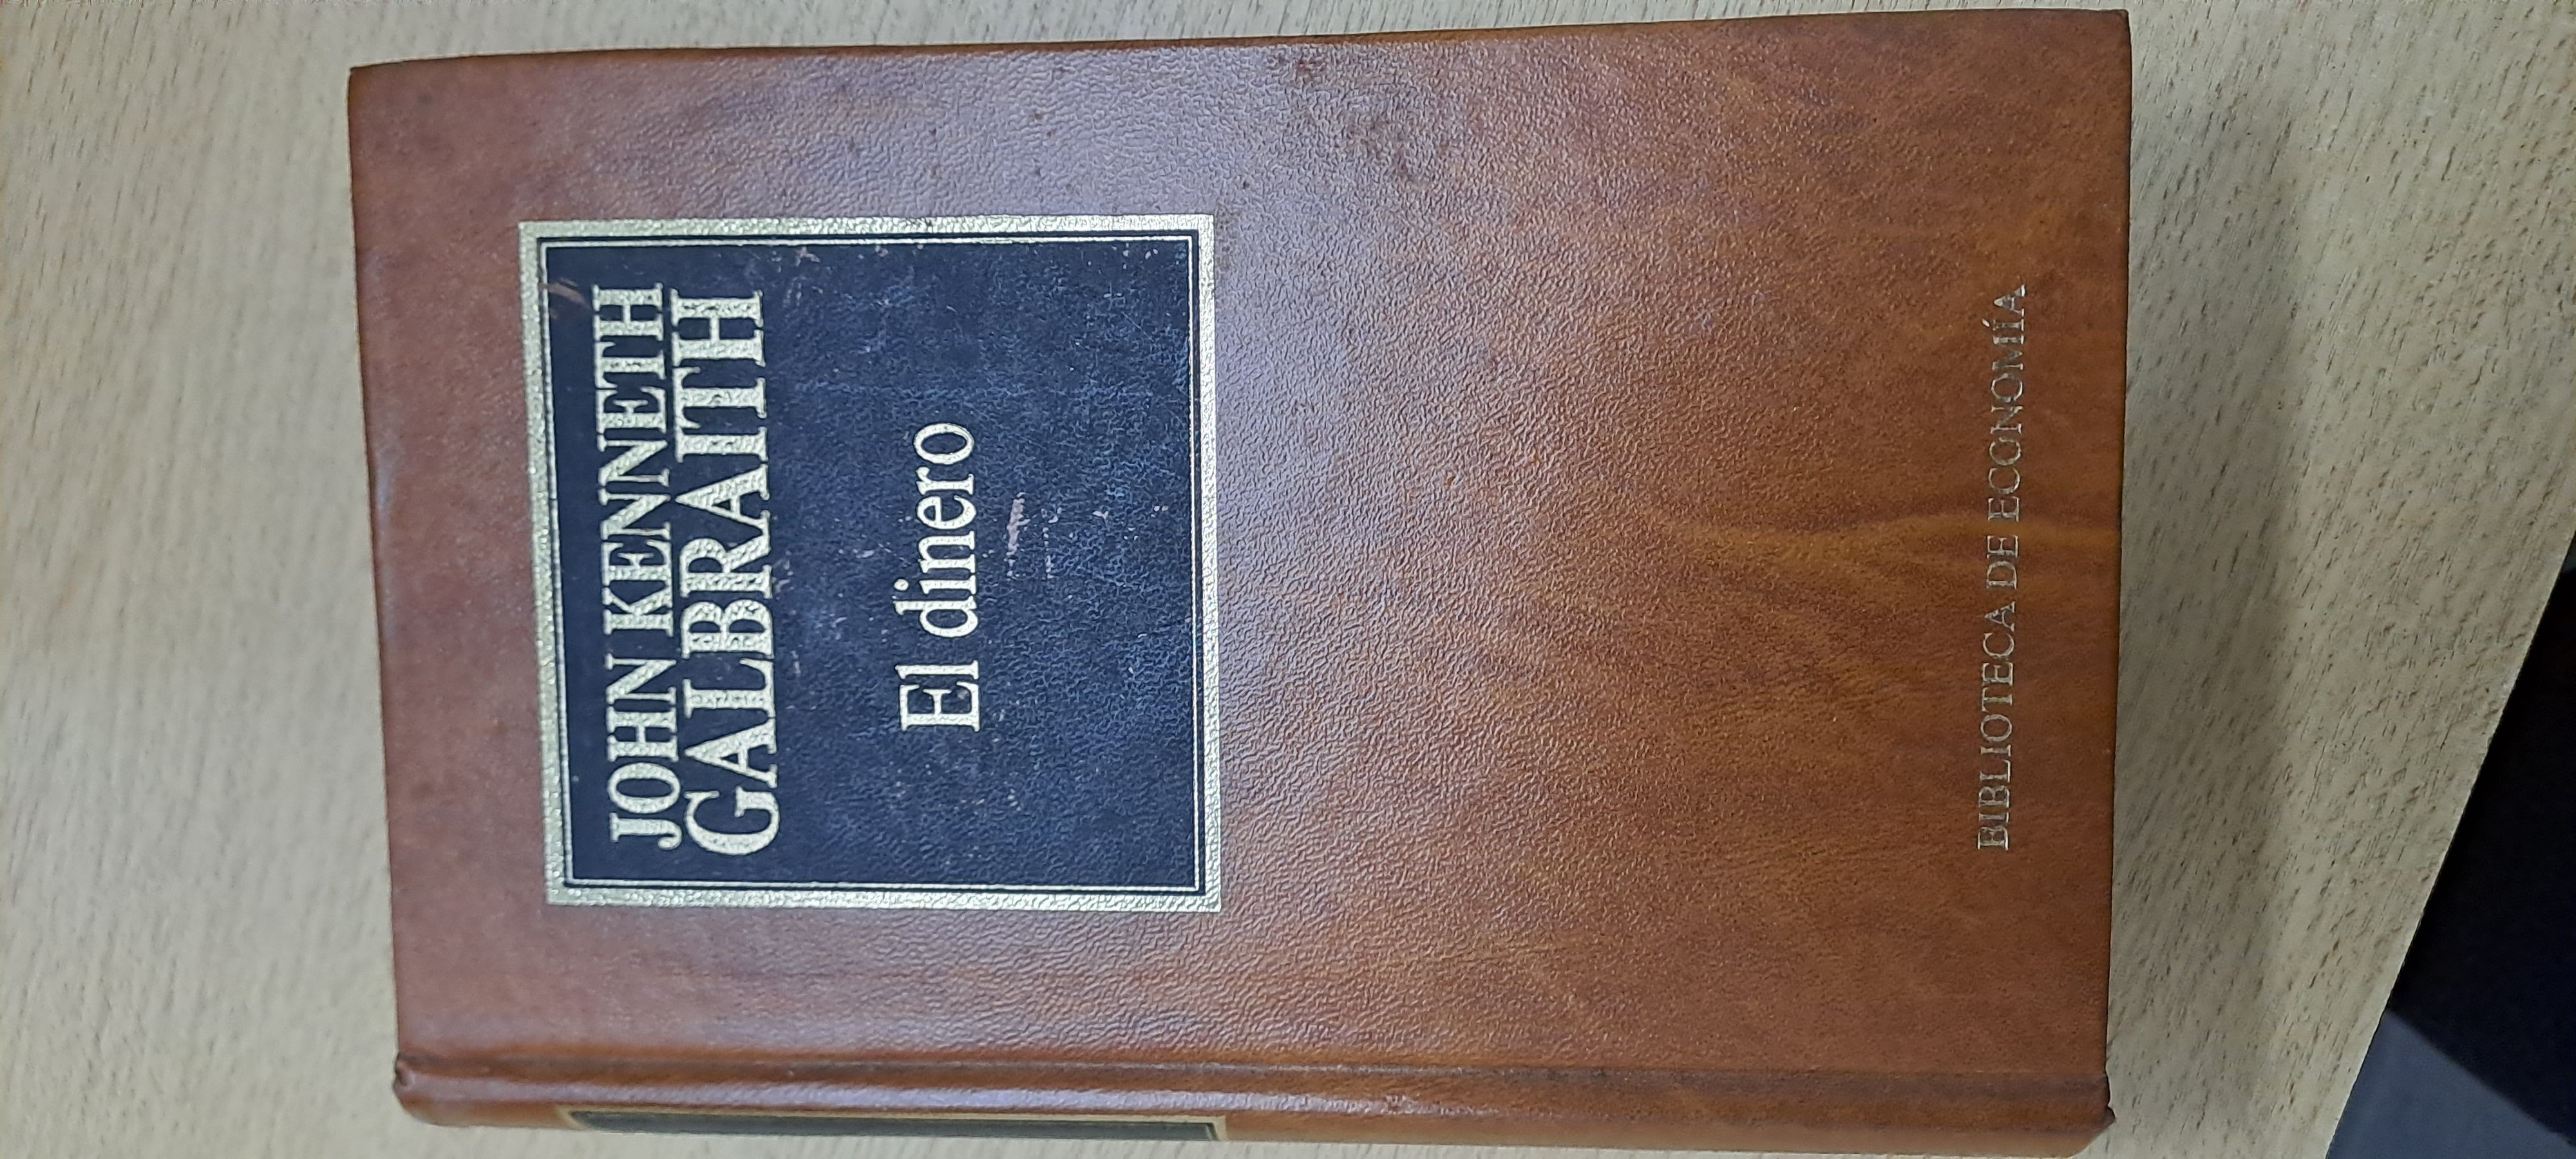 JOHN KENNETH
GALBRAITH
El dinero
BIBLIOTECA DE ECONOMÍA